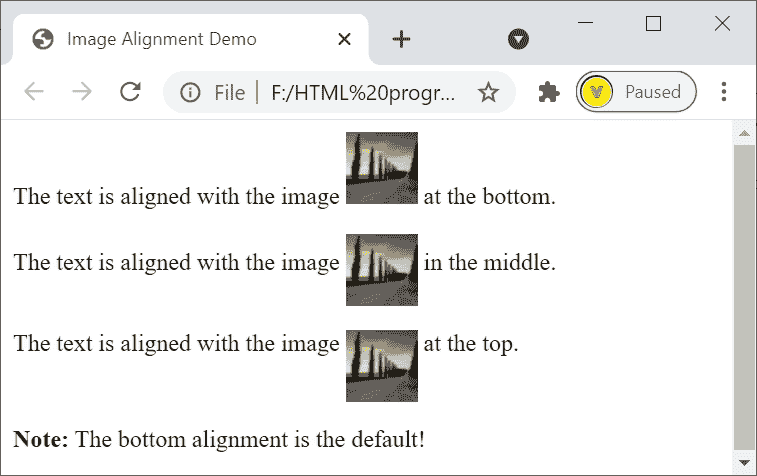 Image Alignment Demo
File F:/HTML%20progr... Paused
The text is aligned with the image at the bottom.
The text is aligned with the image in the middle.
The text is aligned with the image at the top.
Note: The bottom alignment is the default!